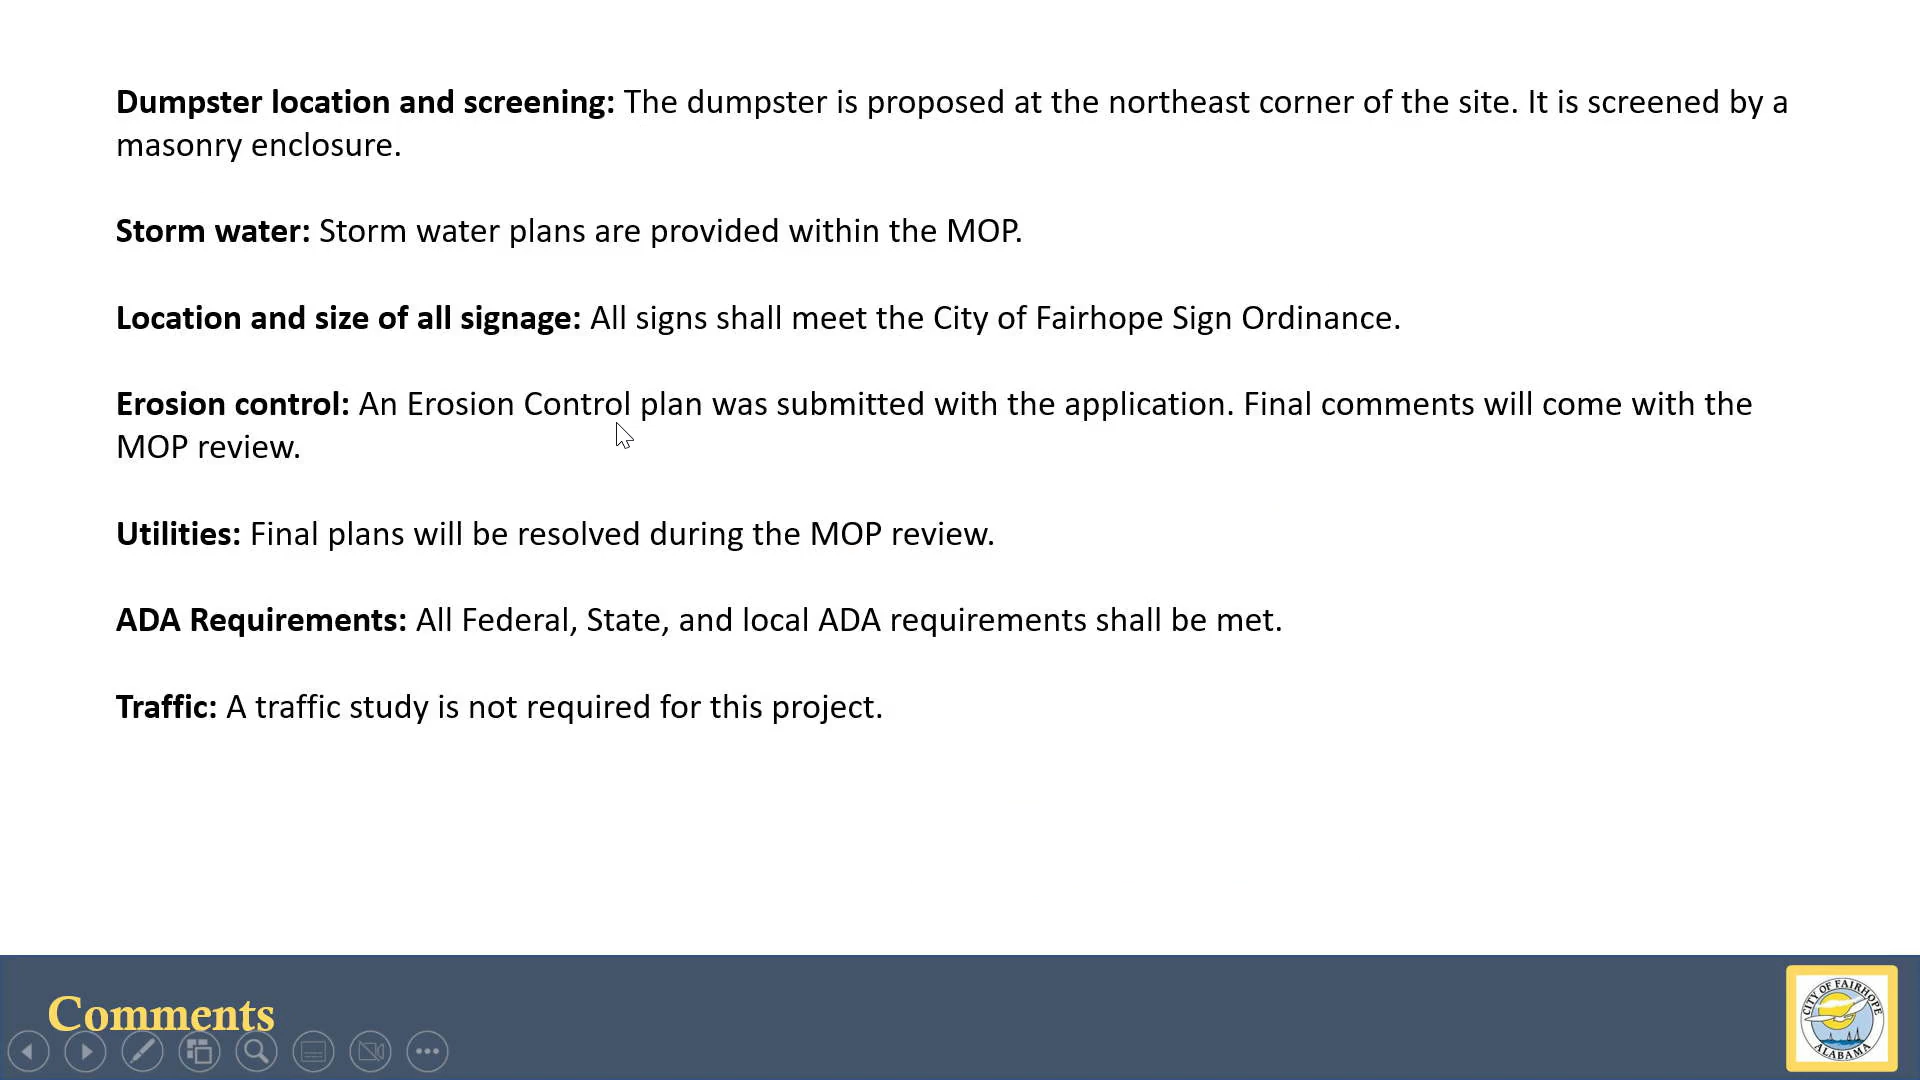 Dumpster location and screening: The dumpster is proposed at the northeast corner of the site. It is screened by a
masonry enclosure.
Storm water: Storm water plans are provided within the MOP.
Location and size of all signage: All signs shall meet the City of Fairhope Sign Ordinance.
Erosion control: An Erosion Control plan was submitted with the application. Final comments will come with the
MOP review.
Utilities: Final plans will be resolved during the MOP review.
ADA Requirements: All Federal, State, and local ADA requirements shall be met.
Traffic: A traffic study is not required for this project.
Comments
CITY OF FAIRHOPE
ALABAMA